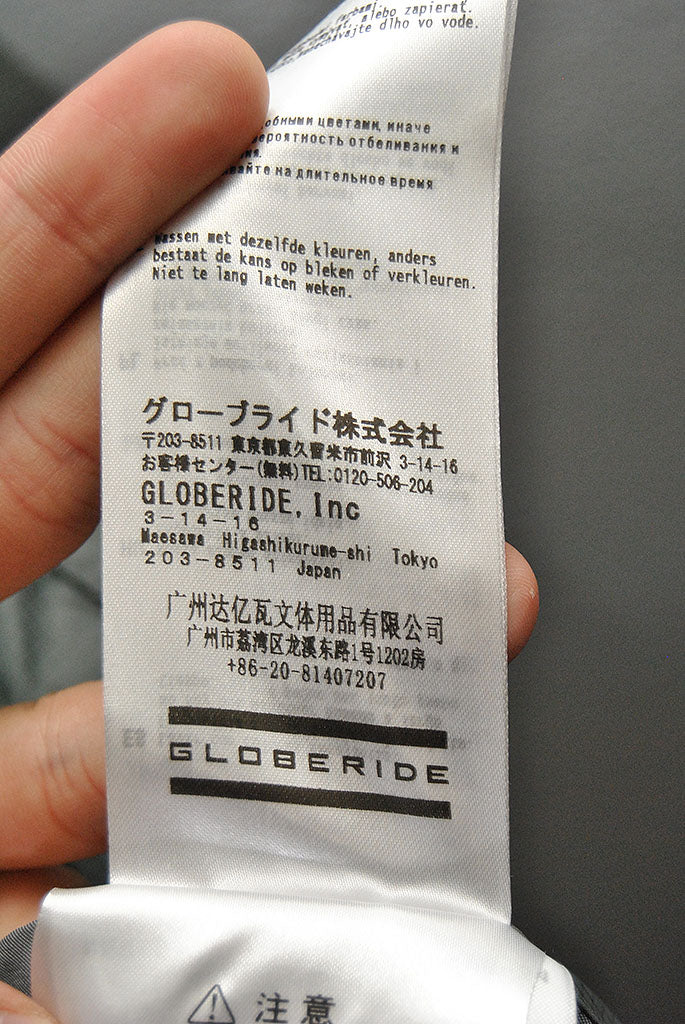 alebo zapierať.
dlho vo vode.
цветами, иначе
отбеливания и
на длительное время
wassen met dezelfde kleuren, anders
bestaat de kans op bleken of verkleuren.
Niet te lang laten weken.
グローブライド株式会社
〒203-8511 東京都東久留米市前沢 3-14-16
お客様センター(無料)TEL:0120-506-204
GLOBERIDE,Inc
3-14-16
Maesawa Higashikurume-shi Tokyo
203-8511 Japan
广州达亿瓦文体用品有限公司
广州市荔湾区龙溪东路1号1202房
+86-20-81407207
GLOBERIDE
注意